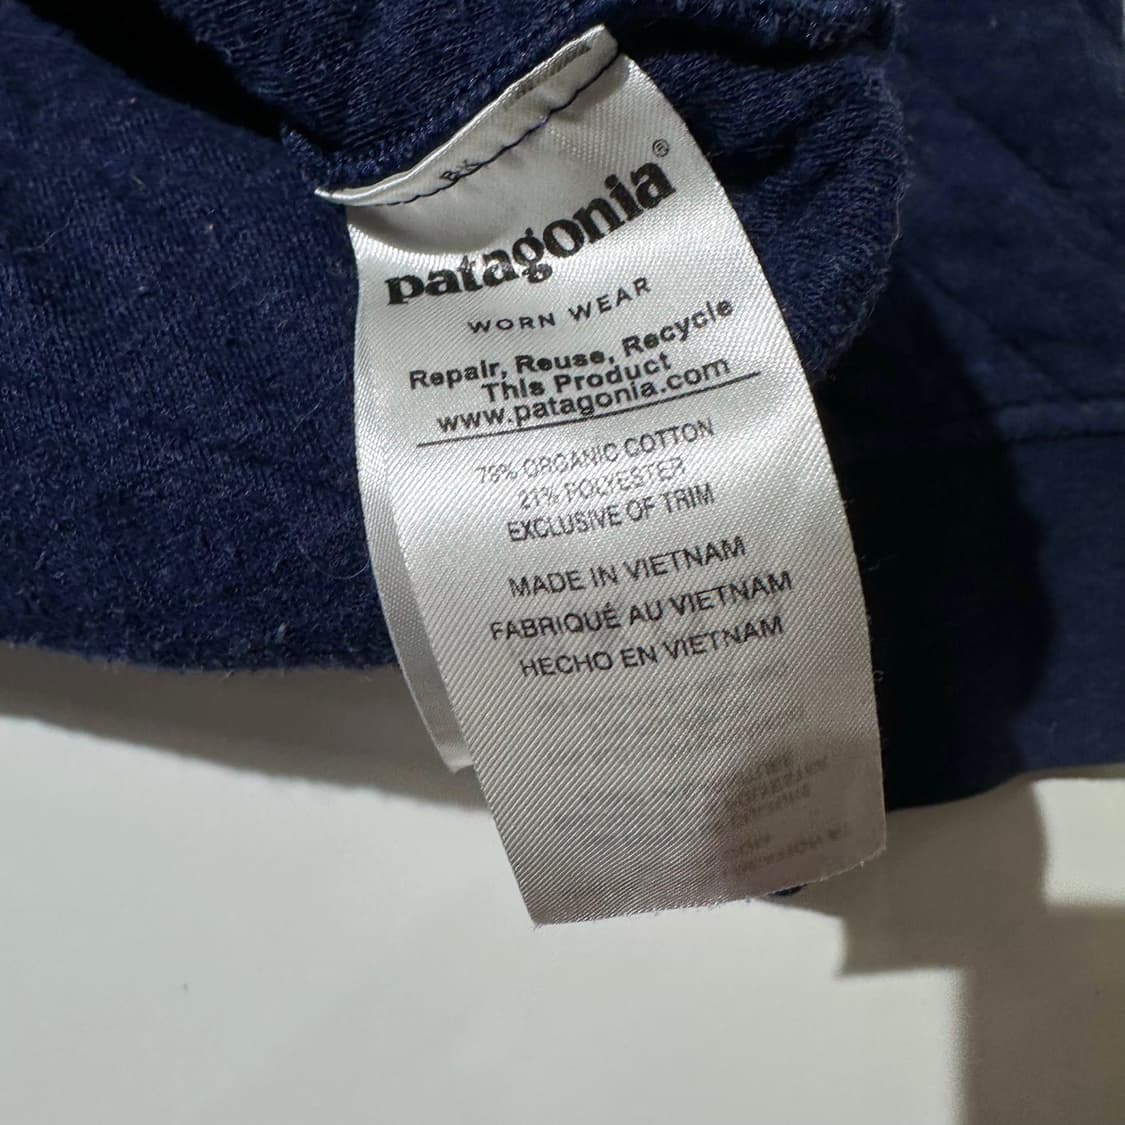 patagonia®
WORN WEAR
Repair, Reuse, Recycle
This Product
www.patagonia.com
79% ORGANIC COTTON
21% POLYESTER
EXCLUSIVE OF TRIM
MADE IN VIETNAM
FABRIQUÉ AU VIETNAM
HECHO EN VIETNAM